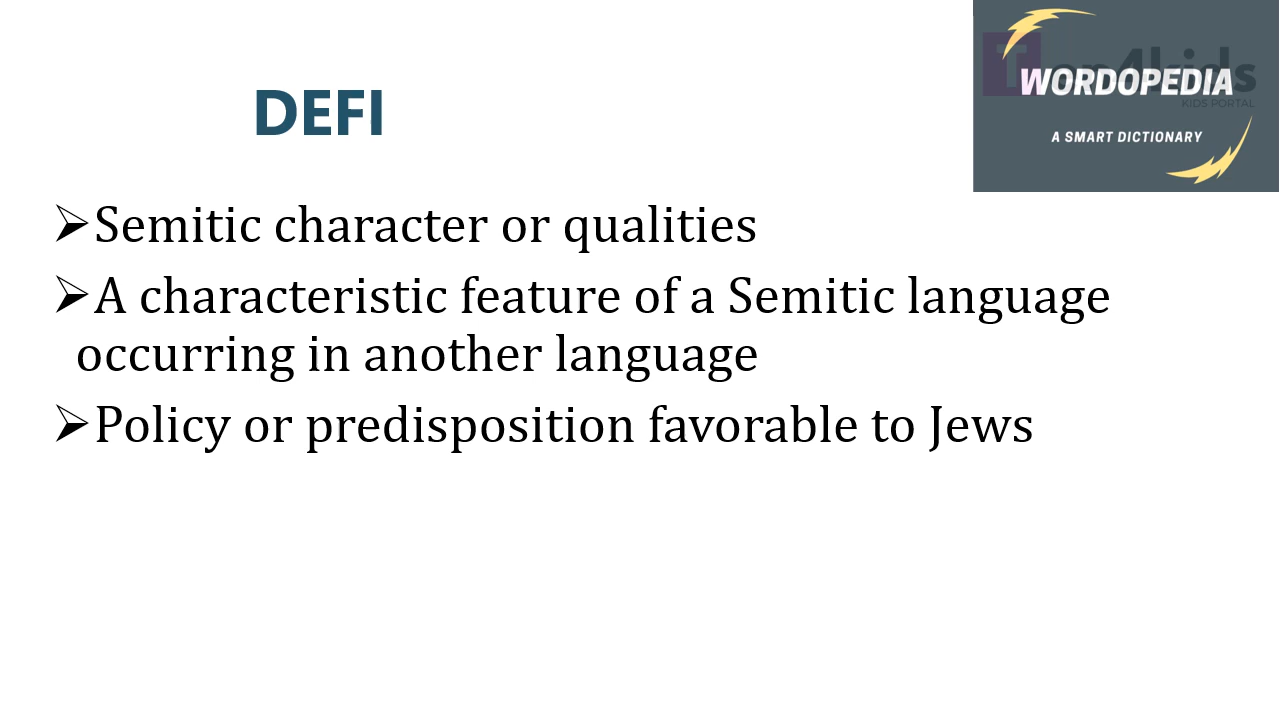 DEFI
WORDOPEDIA
KIDS PORTAL
A SMART DICTIONARY
➢Semitic character or qualities
➢A characteristic feature of a Semitic language
occurring in another language
➢Policy or predisposition favorable to Jews